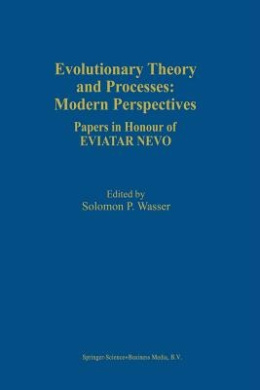 Evolutionary Theory
and Processes:
Modern Perspectives
Papers in Honour of
EVIATAR NEVO
Edited by
Solomon P. Wasser
Springer-Science+Business Media, B.V.